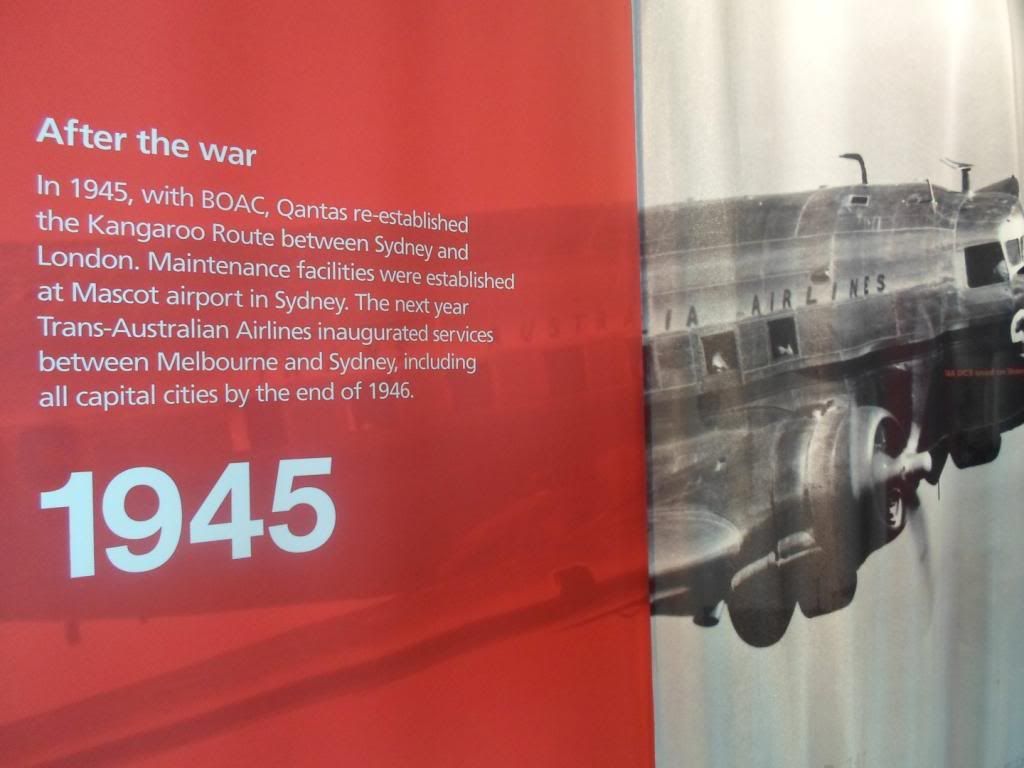 After the war
In 1945, with BOAC, Qantas re-established
the Kangaroo Route between Sydney and
London. Maintenance facilities were established
at Mascot airport in Sydney. The next year
Trans-Australian Airlines inaugurated services
between Melbourne and Sydney, including
all capital cities by the end of 1946.
1945
USTRALIA AIRLINES